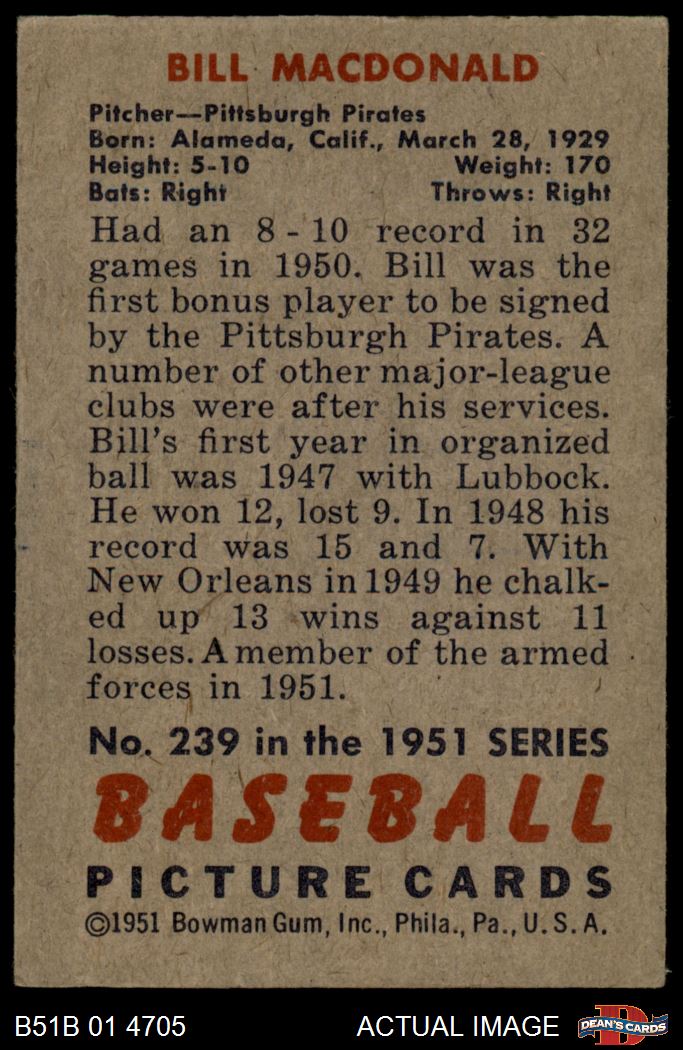 BILL MACDONALD
Pitcher—Pittsburgh Pirates
Born: Alameda, Calif., March 28, 1929
Height: 5-10 Weight: 170
Bats: Right Throws: Right
Had an 8 - 10 record in 32
games in 1950. Bill was the
first bonus player to be signed
by the Pittsburgh Pirates. A
number of other major-league
clubs were after his services.
Bill's first year in organized
ball was 1947 with Lubbock.
He won 12, lost 9. In 1948 his
record was 15 and 7. With
New Orleans in 1949 he chalk-
ed up 13 wins against 11
losses. A member of the armed
forces in 1951.
No. 239 in the 1951 SERIES
BASEBALL
PICTURE CARDS
©1951 Bowman Gum, Inc., Phila., Pa., U. S. A.
B51B 01 4705 ACTUAL IMAGE
D
DEAN'S CARDS